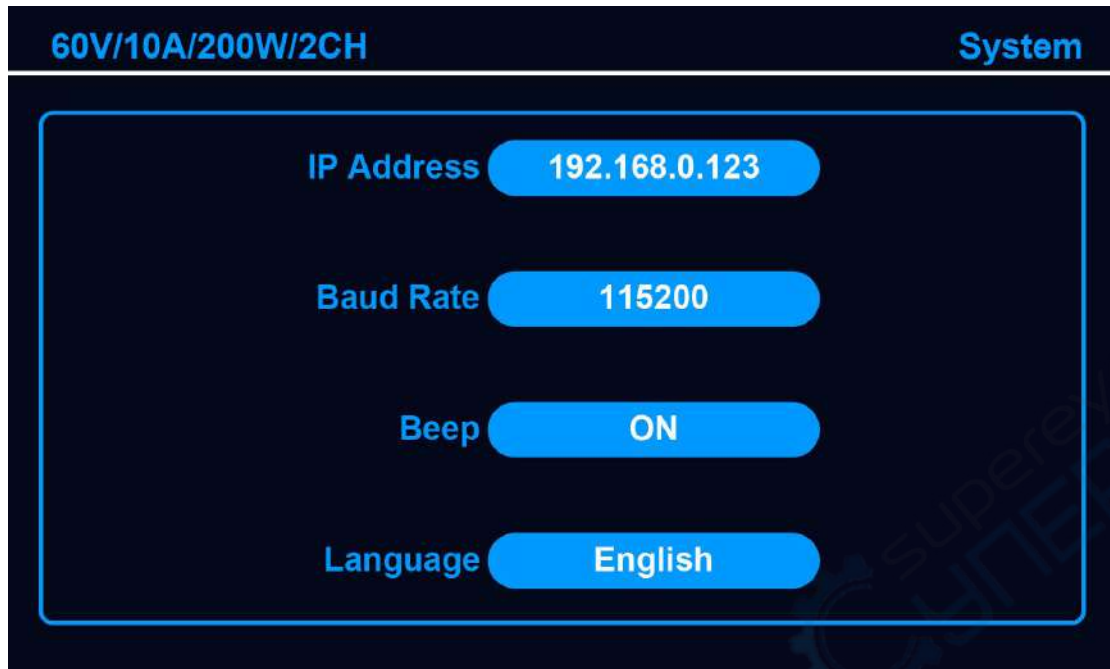 60V/10A/200W/2CH System
IP Address 192.168.0.123
Baud Rate 115200
Beep ON
Language English